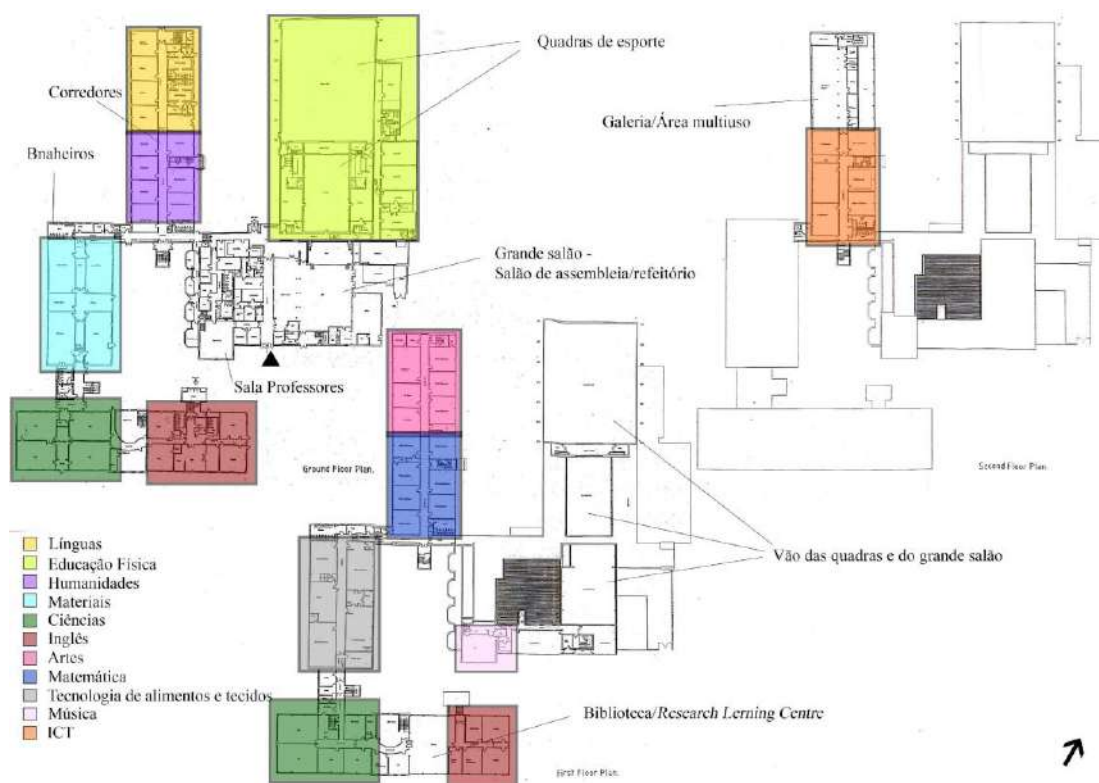 Quadras de esporte
Corredores
Galeria/Área multiuso
Bnaheiros
Grande salão -
Salão de assembleia/refeitório
Sala Professores
Ground Floor Plan.
Second Floor Plan.
Vão das quadras e do grande salão
Línguas
Educação Física
Humanidades
Materiais
Ciências
Inglês
Artes
Matemática
Tecnologia de alimentos e tecidos
Música
ICT
Biblioteca/Research Lerning Centre
First Floor Plan.